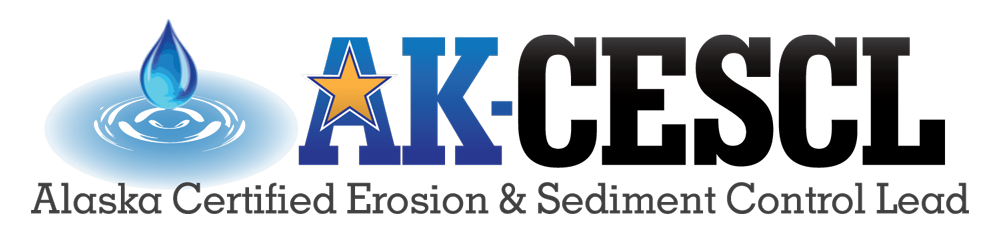 AK-CESCL
Alaska Certified Erosion & Sediment Control Lead